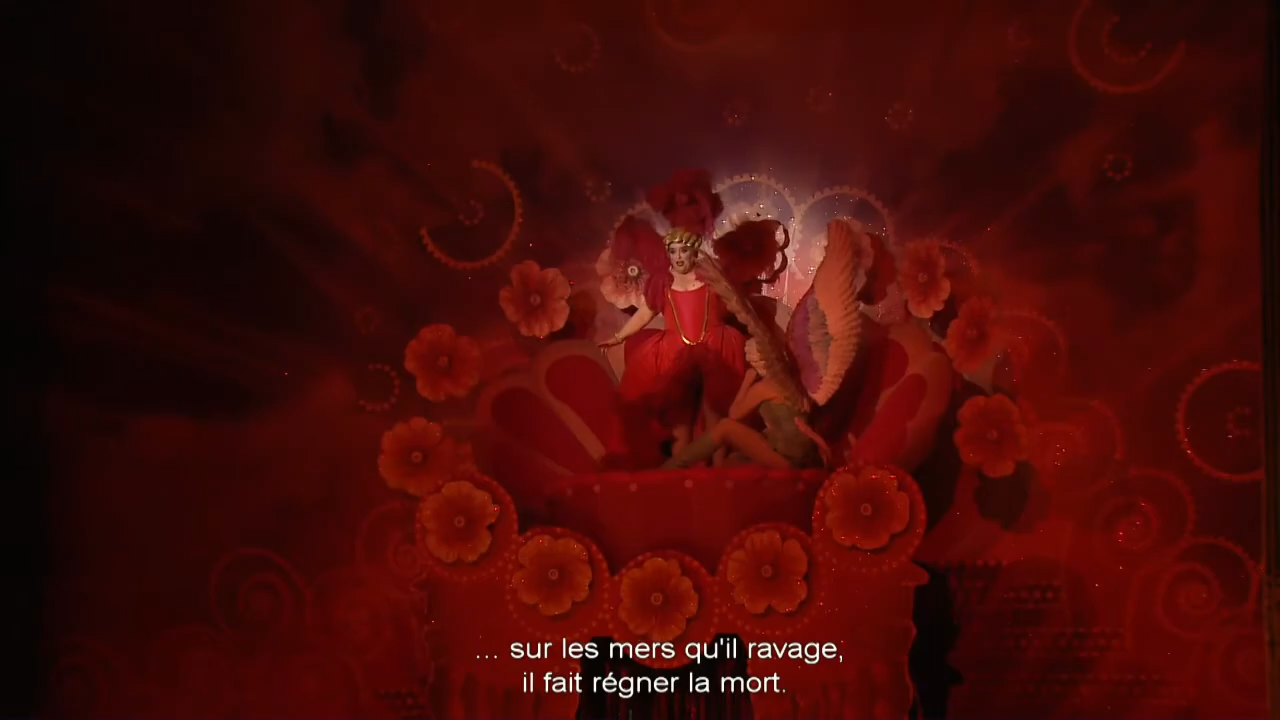 ... sur les mers qu'il ravage,
il fait régner la mort.